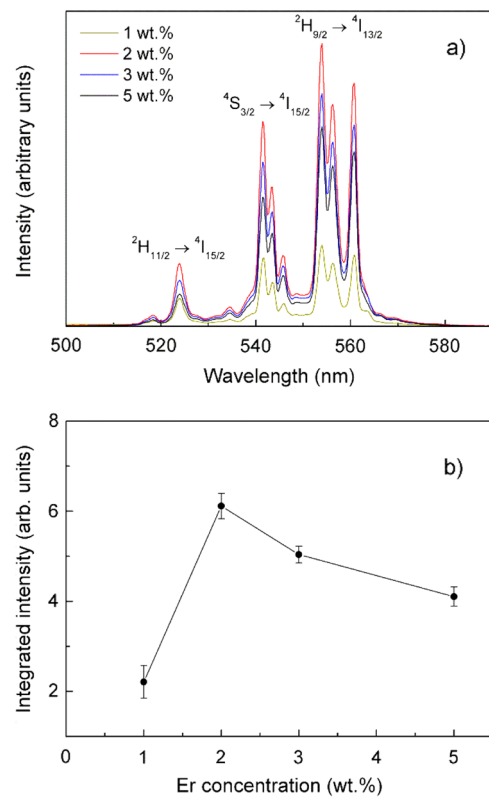 ²H₉/₂ → ⁴I₁₃/₂
1 wt.%
2 wt.%
3 wt.%
5 wt.%
a)
⁴S₃/₂ → ⁴I₁₅/₂
²H₁₁/₂ → ⁴I₁₅/₂
Intensity (arbitrary units)
500 520 540 560 580
Wavelength (nm)
8
b)
6
4
2
Integrated intensity (arb. units)
0 1 2 3 4 5
Er concentration (wt.%)